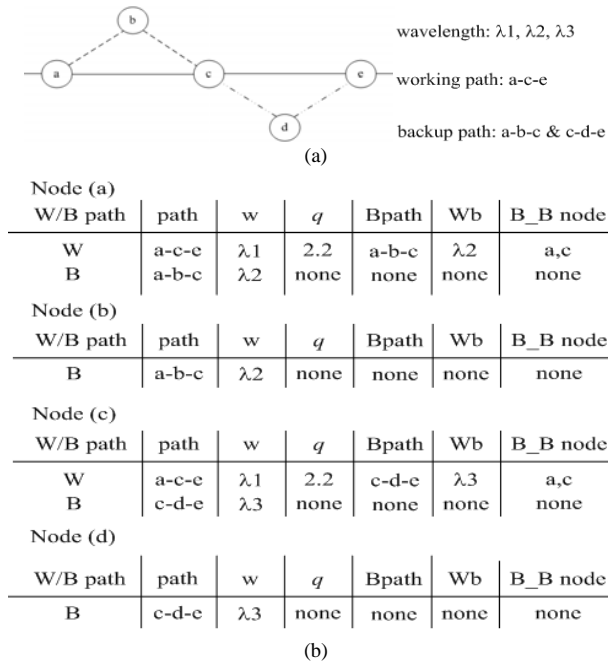 b
wavelength: λ1, λ2, λ3
a c e working path: a-c-e
d
backup path: a-b-c & c-d-e
(a)
Node (a)
W/B path path w q Bpath Wb B_B node
W a-c-e λ1 2.2 a-b-c λ2 a,c
B a-b-c λ2 none none none none
Node (b)
W/B path path w q Bpath Wb B_B node
B a-b-c λ2 none none none none
Node (c)
W/B path path w q Bpath Wb B_B node
W a-c-e λ1 2.2 c-d-e λ3 a,c
B c-d-e λ3 none none none none
Node (d)
W/B path path w q Bpath Wb B_B node
B c-d-e λ3 none none none none
(b)